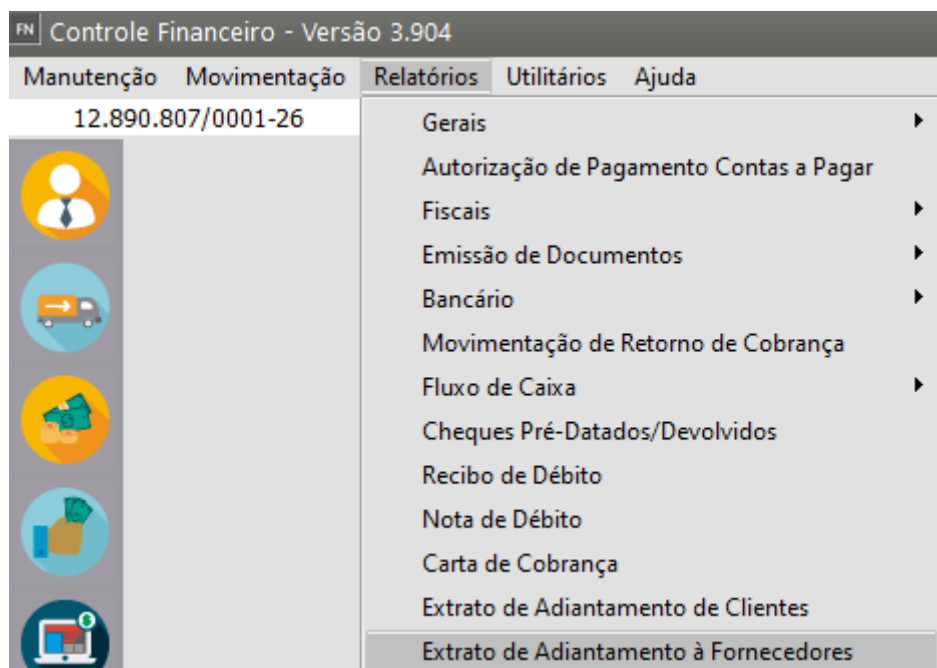 FN Controle Financeiro - Versão 3.904
Manutenção Movimentação Relatórios Utilitários Ajuda
12.890.807/0001-26
Gerais
Autorização de Pagamento Contas a Pagar
Fiscais
Emissão de Documentos
Bancário
Movimentação de Retorno de Cobrança
Fluxo de Caixa
Cheques Pré-Datados/Devolvidos
Recibo de Débito
Nota de Débito
Carta de Cobrança
Extrato de Adiantamento de Clientes
Extrato de Adiantamento à Fornecedores